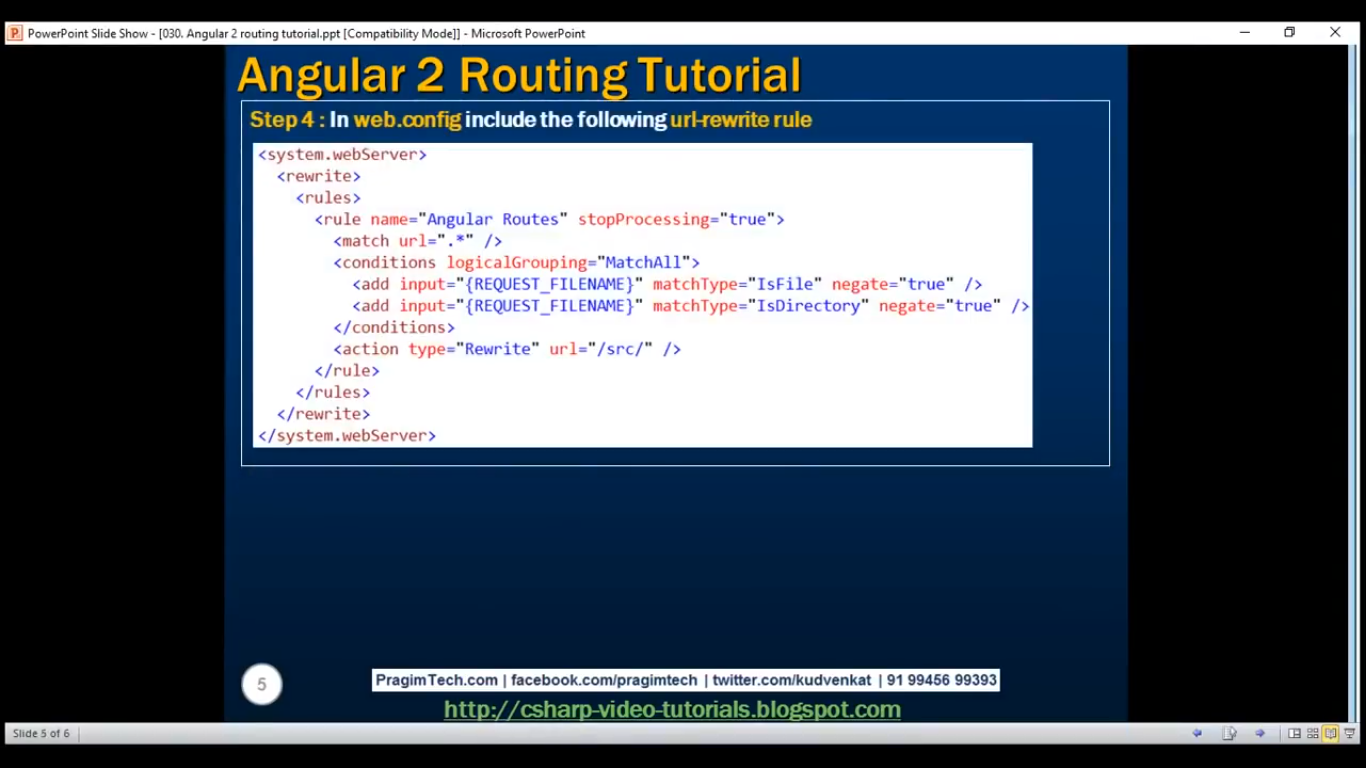 PowerPoint Slide Show - [030. Angular 2 routing tutorial.ppt [Compatibility Mode]] - Microsoft PowerPoint
Angular 2 Routing Tutorial
Step 4 : In web.config include the following url-rewrite rule
<system.webServer>
  <rewrite>
    <rules>
      <rule name="Angular Routes" stopProcessing="true">
        <match url=".*" />
        <conditions logicalGrouping="MatchAll">
          <add input="{REQUEST_FILENAME}" matchType="IsFile" negate="true" />
          <add input="{REQUEST_FILENAME}" matchType="IsDirectory" negate="true" />
        </conditions>
        <action type="Rewrite" url="/src/" />
      </rule>
    </rules>
  </rewrite>
</system.webServer>
5
PragimTech.com | facebook.com/pragimtech | twitter.com/kudvenkat | 91 99456 99393
http://csharp-video-tutorials.blogspot.com
Slide 5 of 6